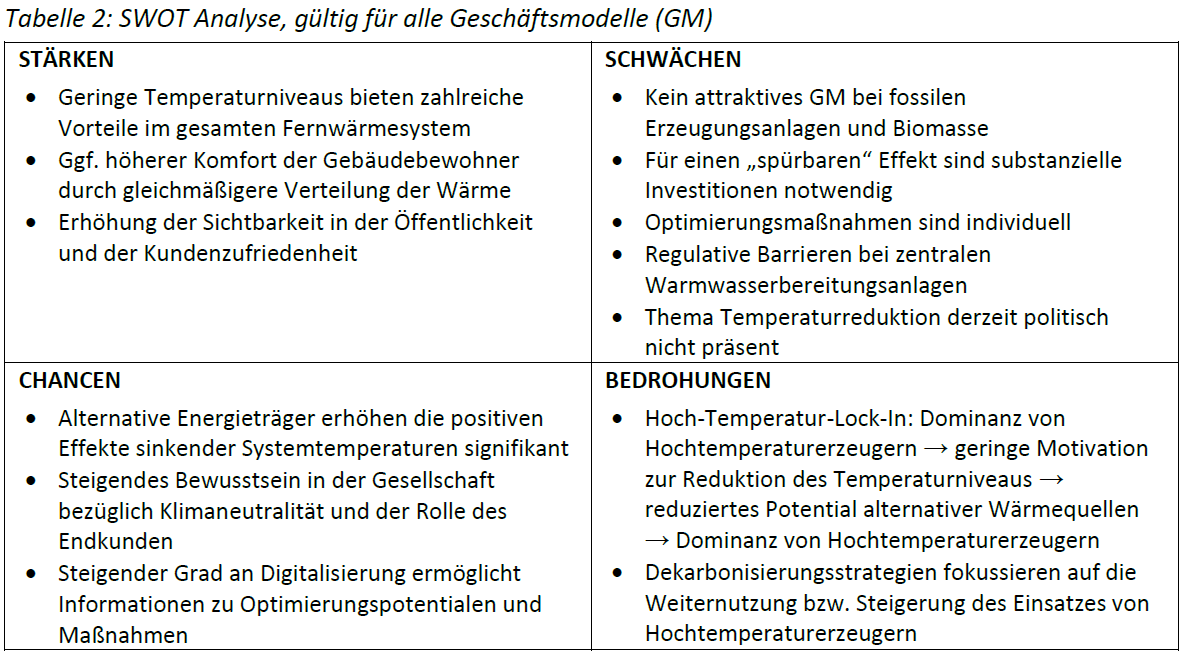 Tabelle 2: SWOT Analyse, gültig für alle Geschäftsmodelle (GM)
STÄRKEN
• Geringe Temperaturniveaus bieten zahlreiche
Vorteile im gesamten Fernwärmesystem
• Ggf. höherer Komfort der Gebäudebewohner
durch gleichmäßigere Verteilung der Wärme
• Erhöhung der Sichtbarkeit in der Öffentlichkeit
und der Kundenzufriedenheit
SCHWÄCHEN
• Kein attraktives GM bei fossilen
Erzeugungsanlagen und Biomasse
• Für einen „spürbaren“ Effekt sind substanzielle
Investitionen notwendig
• Optimierungsmaßnahmen sind individuell
• Regulative Barrieren bei zentralen
Warmwasserbereitungsanlagen
• Thema Temperaturreduktion derzeit politisch
nicht präsent
CHANCEN
• Alternative Energieträger erhöhen die positiven
Effekte sinkender Systemtemperaturen signifikant
• Steigendes Bewusstsein in der Gesellschaft
bezüglich Klimaneutralität und der Rolle des
Endkunden
• Steigender Grad an Digitalisierung ermöglicht
Informationen zu Optimierungspotentialen und
Maßnahmen
BEDROHUNGEN
• Hoch-Temperatur-Lock-In: Dominanz von
Hochtemperaturerzeugern → geringe Motivation
zur Reduktion des Temperaturniveaus →
reduziertes Potential alternativer Wärmequellen
→ Dominanz von Hochtemperaturerzeugern
• Dekarbonisierungsstrategien fokussieren auf die
Weiternutzung bzw. Steigerung des Einsatzes von
Hochtemperaturerzeugern